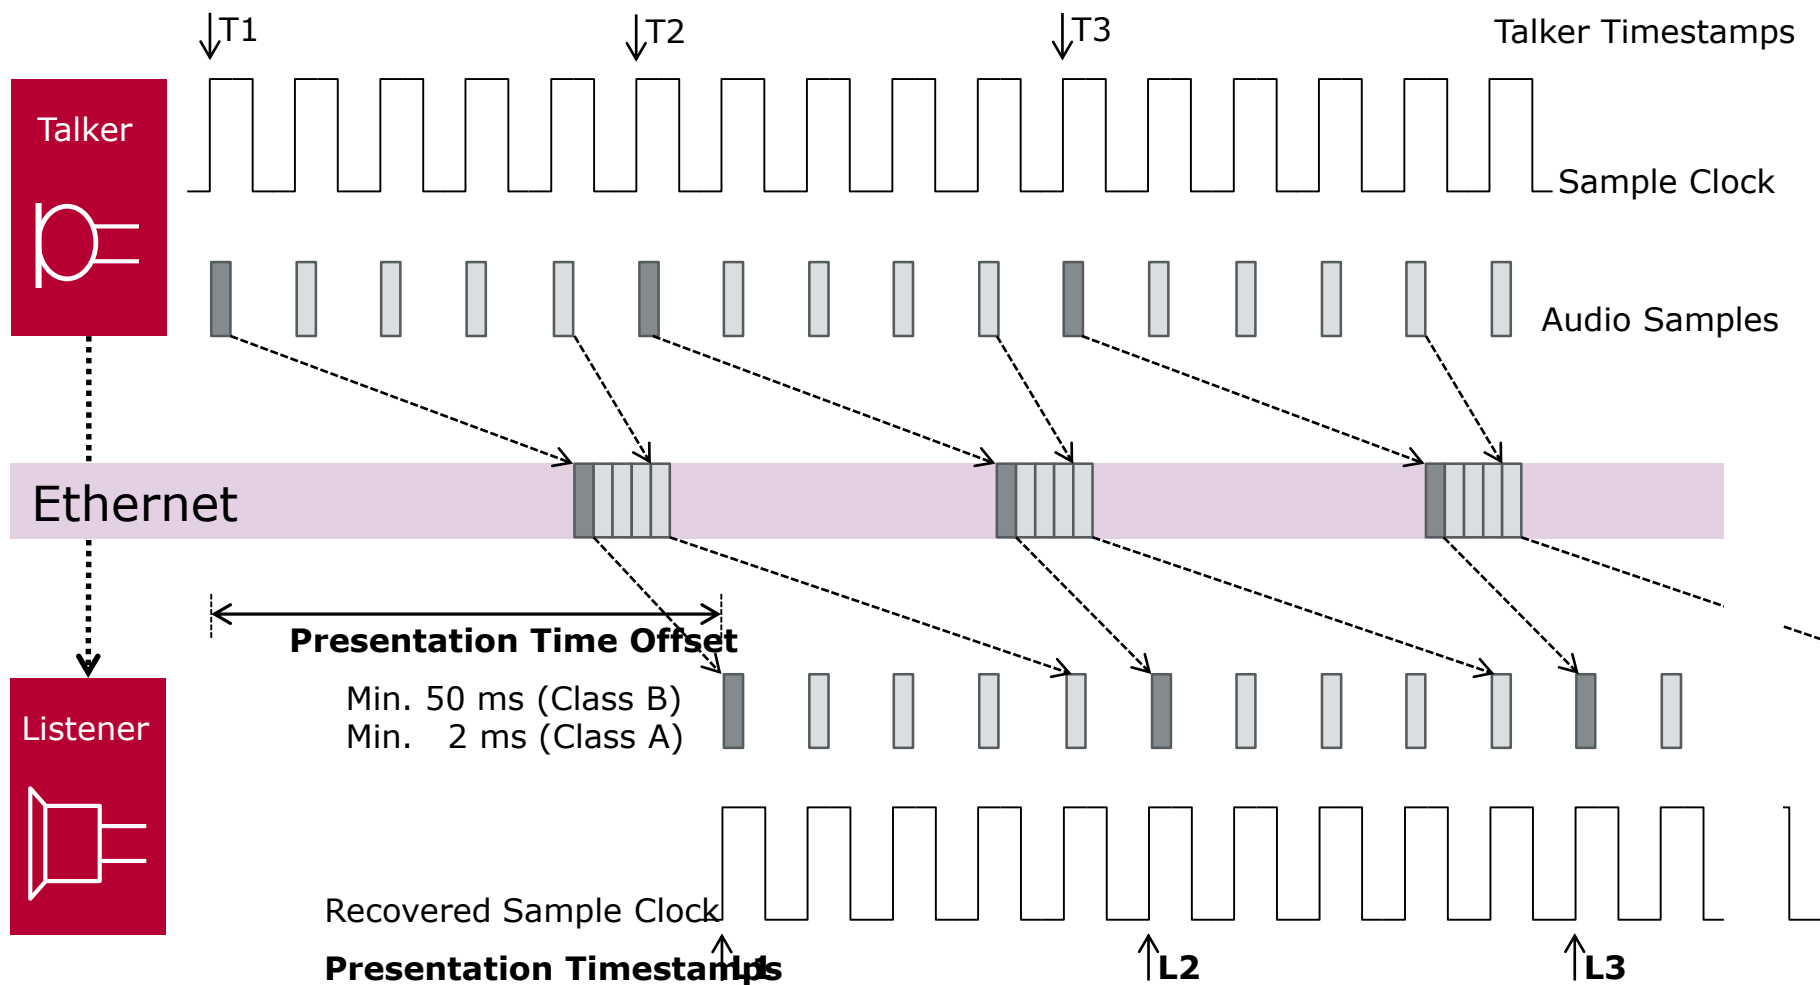 T1
T2
T3
Talker Timestamps
Talker
Sample Clock
Audio Samples
Ethernet
Presentation Time Offset
Min. 50 ms (Class B)
Min. 2 ms (Class A)
Listener
Recovered Sample Clock
Presentation Timestamps
L1
L2
L3